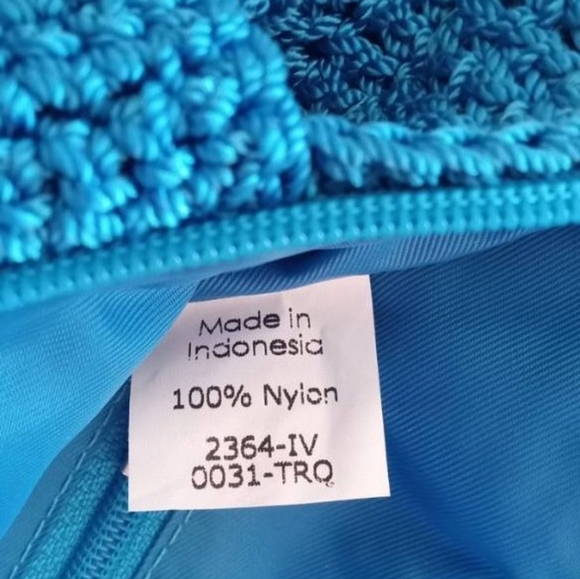 Made in
Indonesia
100% Nylon
2364-IV
0031-TRQ